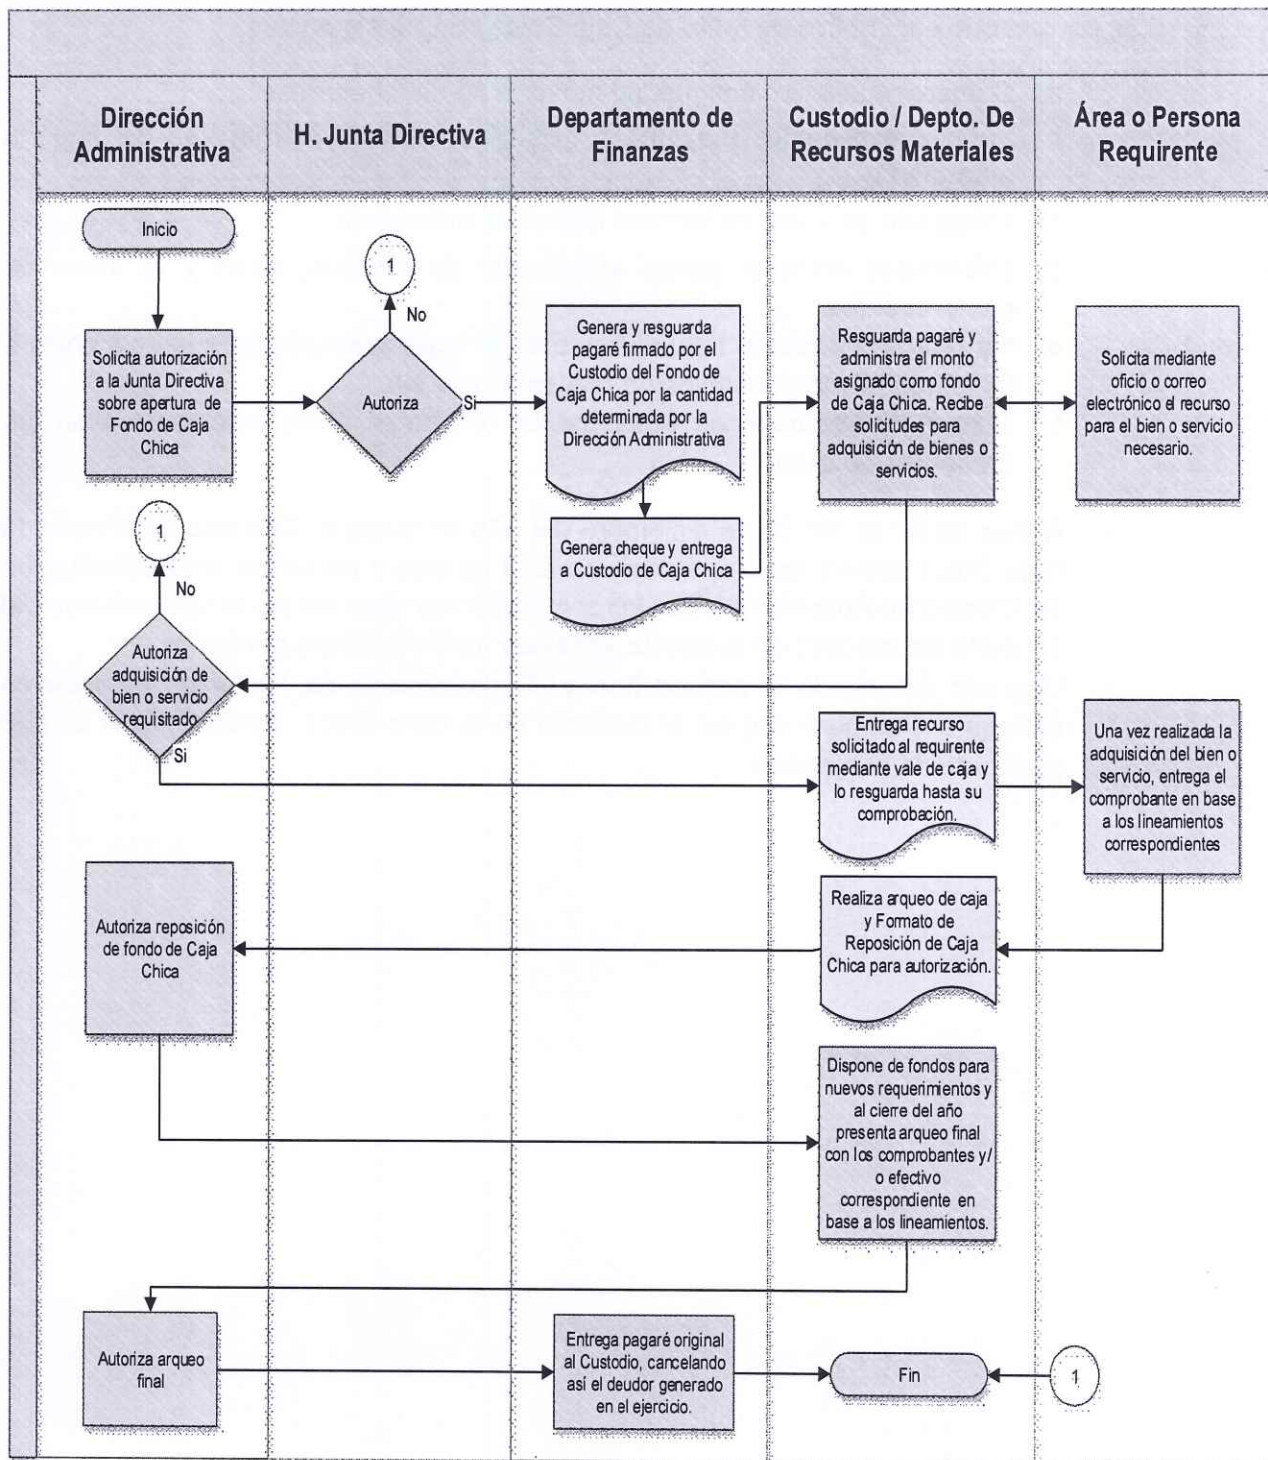 Dirección
Administrativa
H. Junta Directiva
Departamento de
Finanzas
Custodio / Depto. De
Recursos Materiales
Área o Persona
Requirente
Inicio
Solicita autorización
a la Junta Directiva
sobre apertura de
Fondo de Caja
Chica
1
No
Autoriza
Si
Genera y resguarda
pagaré firmado por el
Custodio del Fondo de
Caja Chica por la cantidad
determinada por la
Dirección Administrativa
Genera cheque y entrega
a Custodio de Caja Chica
Resguarda pagaré y
administra el monto
asignado como fondo
de Caja Chica. Recibe
solicitudes para
adquisición de bienes o
servicios.
Solicita mediante
oficio o correo
electrónico el recurso
para el bien o servicio
necesario.
1
No
Autoriza
adquisición de
bien o servicio
requisitado
Si
Entrega recurso
solicitado al requirente
mediante vale de caja y
lo resguarda hasta su
comprobación.
Una vez realizada la
adquisición del bien o
servicio, entrega el
comprobante en base
a los lineamientos
correspondientes
Realiza arqueo de caja
y Formato de
Reposición de Caja
Chica para autorización.
Autoriza reposición
de fondo de Caja
Chica
Dispone de fondos para
nuevos requerimientos y
al cierre del año
presenta arqueo final
con los comprobantes y/
o efectivo
correspondiente en
base a los lineamientos.
Autoriza arqueo
final
Entrega pagaré original
al Custodio, cancelando
así el deudor generado
en el ejercicio.
Fin
1